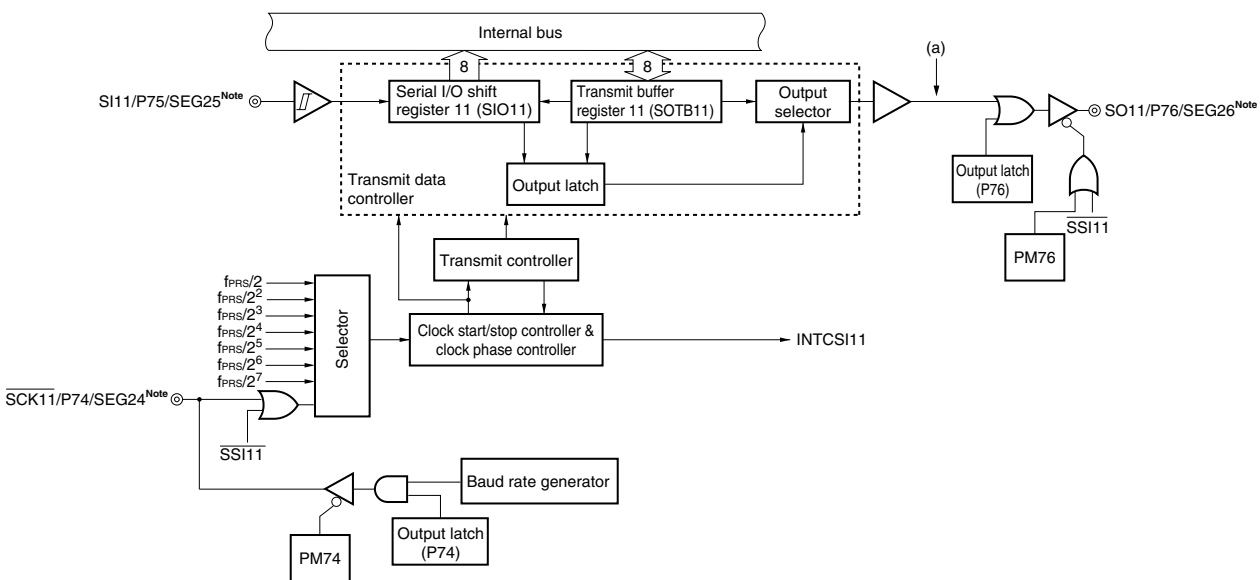 Internal bus
(a)
8
8
SI11/P75/SEG25Note
Serial I/O shift
register 11 (SIO11)
Transmit buffer
register 11 (SOTB11)
Output
selector
SO11/P76/SEG26Note
Transmit data
controller
Output latch
Output latch
(P76)
SSI11
PM76
Transmit controller
fPRS/2
fPRS/2²
fPRS/2³
fPRS/2⁴
fPRS/2⁵
fPRS/2⁶
fPRS/2⁷
Selector
Clock start/stop controller &
clock phase controller
INTCSI11
SCK11/P74/SEG24Note
SSI11
Baud rate generator
Output latch
(P74)
PM74